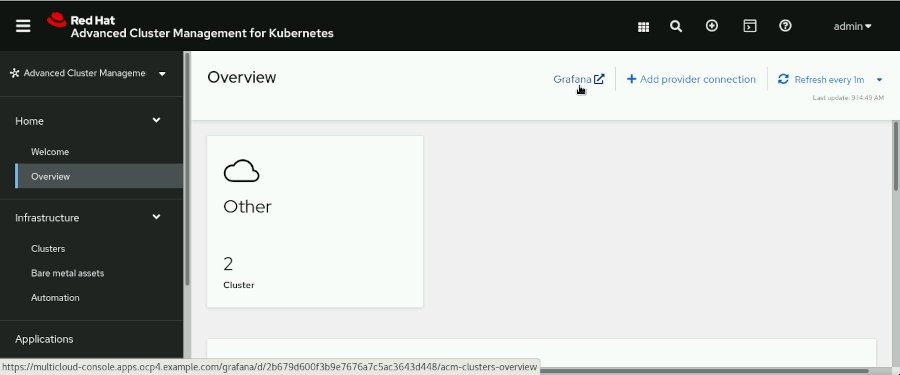 Red Hat
Advanced Cluster Management for Kubernetes
admin
Advanced Cluster Manageme
Home
Welcome
Overview
Infrastructure
Clusters
Bare metal assets
Automation
Applications
Overview
Grafana
Add provider connection
Refresh every 1m
Last update: 9:14:49 AM
Other
2
Cluster
https://multicloud-console.apps.ocp4.example.com/grafana/d/2b679d600f3b9e7676a7c5ac3643d448/acm-clusters-overview